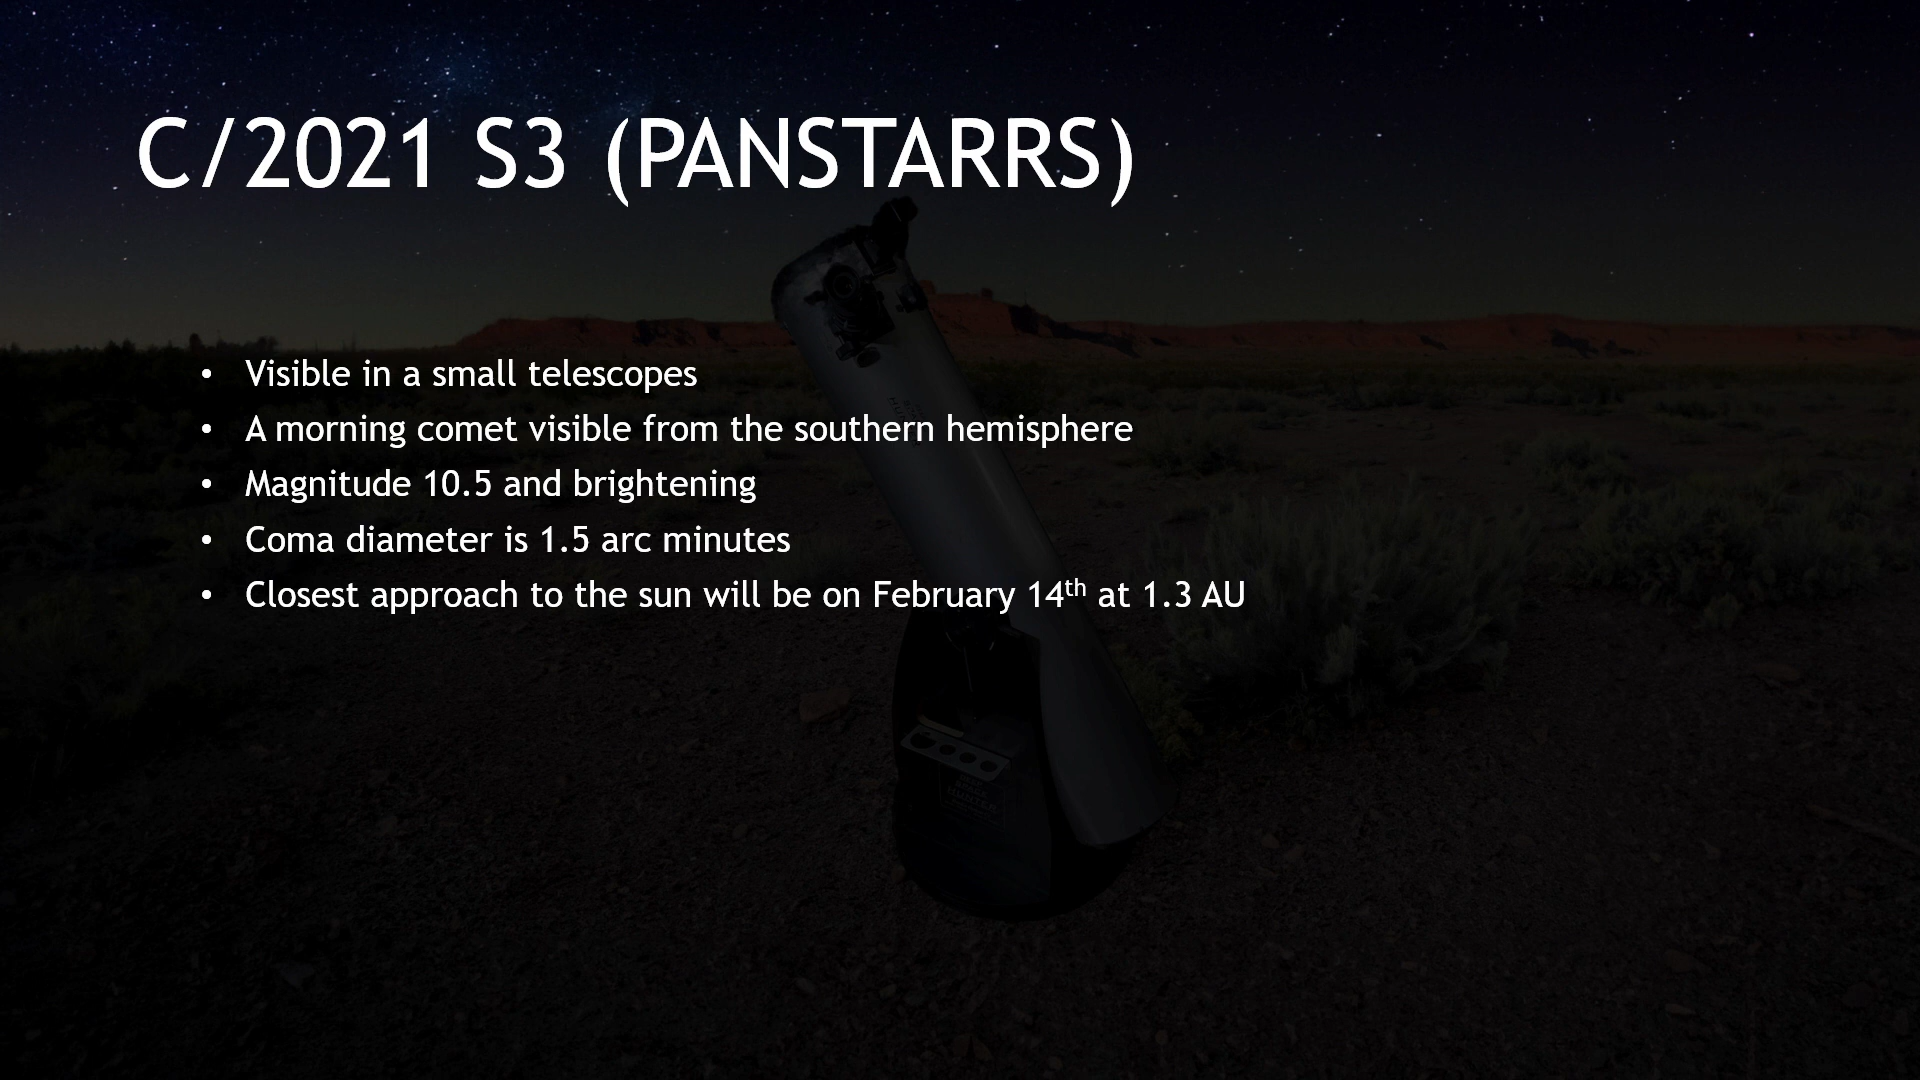 C/2021 S3 (PANSTARRS)
• Visible in a small telescopes
• A morning comet visible from the southern hemisphere
• Magnitude 10.5 and brightening
• Coma diameter is 1.5 arc minutes
• Closest approach to the sun will be on February 14th at 1.3 AU